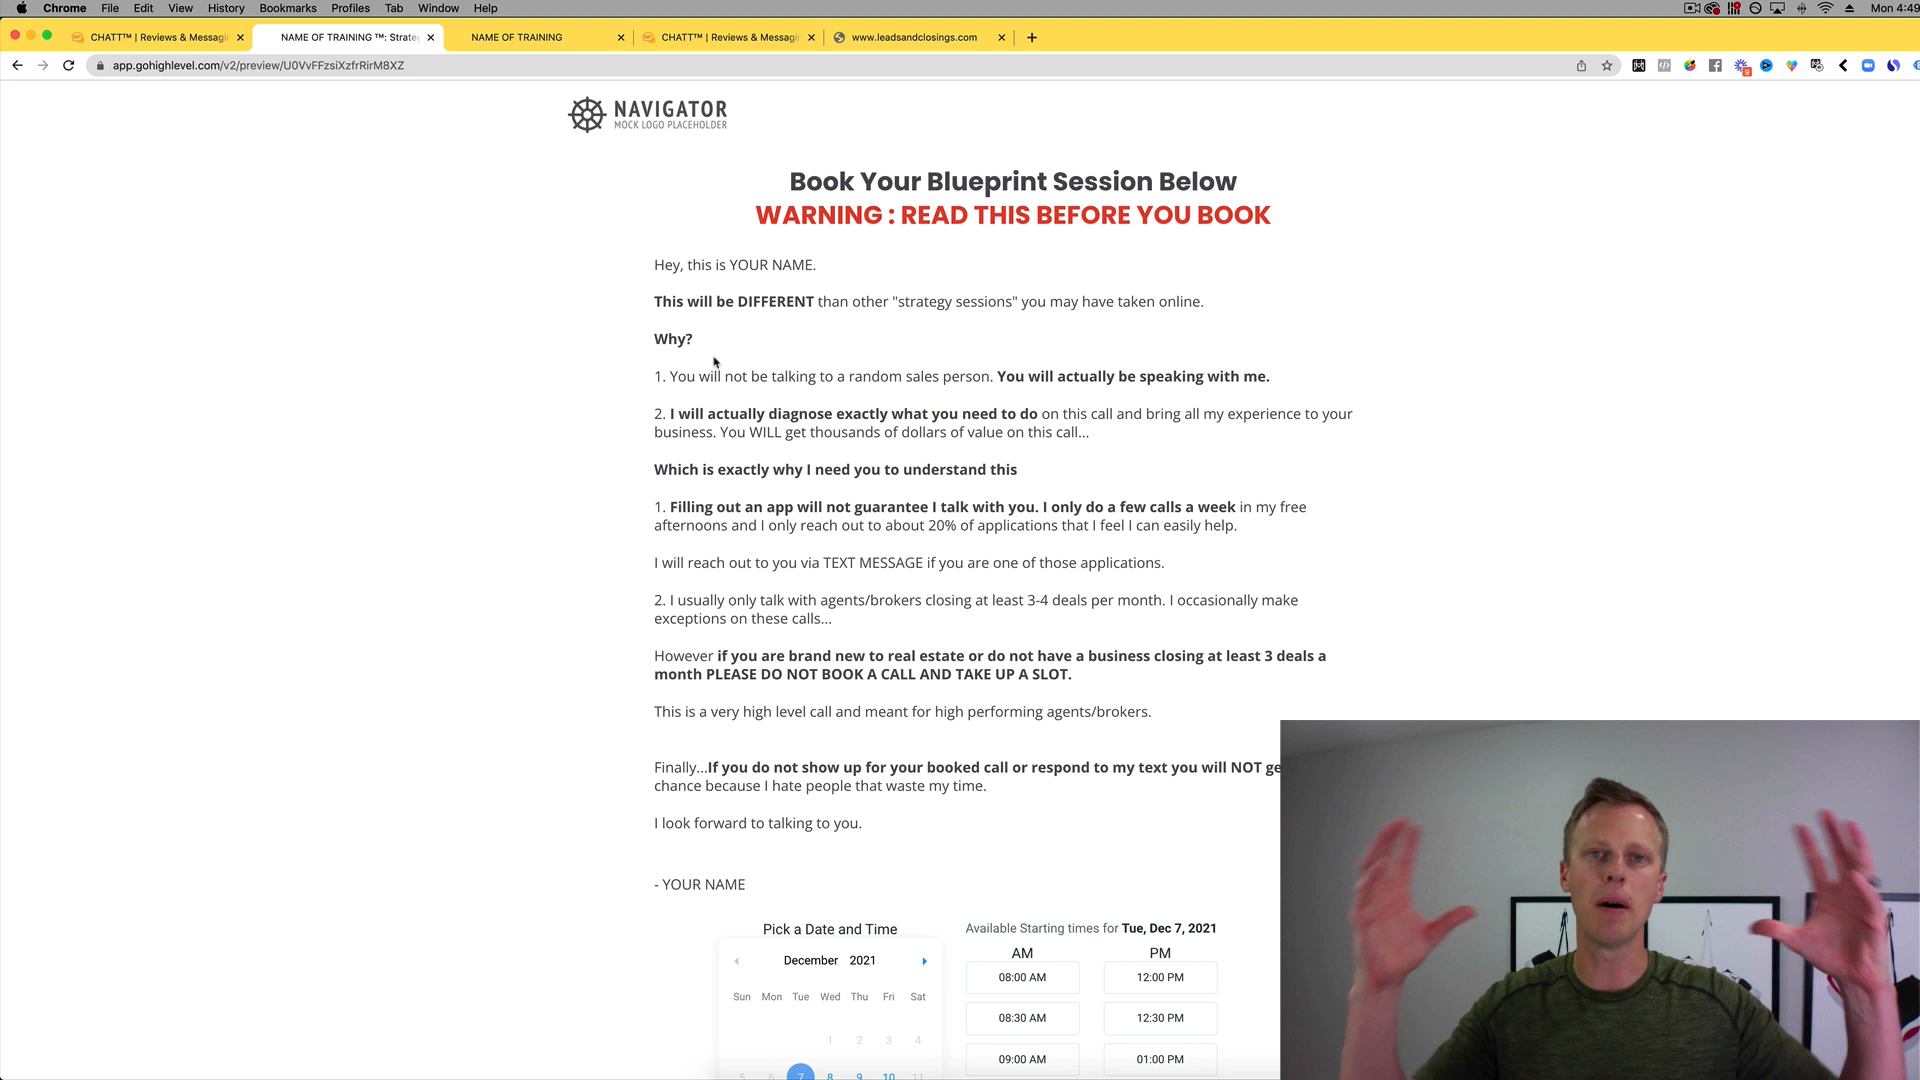 Chrome File Edit View History Bookmarks Profiles Tab Window Help Mon 4:49
CHATT™ | Reviews & Messagin
NAME OF TRAINING ™: Strate
NAME OF TRAINING
CHATT™ | Reviews & Messagin
www.leadsandclosings.com
app.gohighlevel.com/v2/preview/U0VvFFzsiXzfrRirM8XZ
9
NAVIGATOR
MOCK LOGO PLACEHOLDER
Book Your Blueprint Session Below
WARNING : READ THIS BEFORE YOU BOOK
Hey, this is YOUR NAME.
This will be DIFFERENT than other "strategy sessions" you may have taken online.
Why?
1. You will not be talking to a random sales person. You will actually be speaking with me.
2. I will actually diagnose exactly what you need to do on this call and bring all my experience to your
business. You WILL get thousands of dollars of value on this call...
Which is exactly why I need you to understand this
1. Filling out an app will not guarantee I talk with you. I only do a few calls a week in my free
afternoons and I only reach out to about 20% of applications that I feel I can easily help.
I will reach out to you via TEXT MESSAGE if you are one of those applications.
2. I usually only talk with agents/brokers closing at least 3-4 deals per month. I occasionally make
exceptions on these calls...
However if you are brand new to real estate or do not have a business closing at least 3 deals a
month PLEASE DO NOT BOOK A CALL AND TAKE UP A SLOT.
This is a very high level call and meant for high performing agents/brokers.
Finally...If you do not show up for your booked call or respond to my text you will NOT ge
chance because I hate people that waste my time.
I look forward to talking to you.
- YOUR NAME
Pick a Date and Time
December 2021
Sun Mon Tue Wed Thu Fri Sat
1 2 3 4
5 6 7 8 9 10 11
Available Starting times for Tue, Dec 7, 2021
AM PM
08:00 AM 12:00 PM
08:30 AM 12:30 PM
09:00 AM 01:00 PM